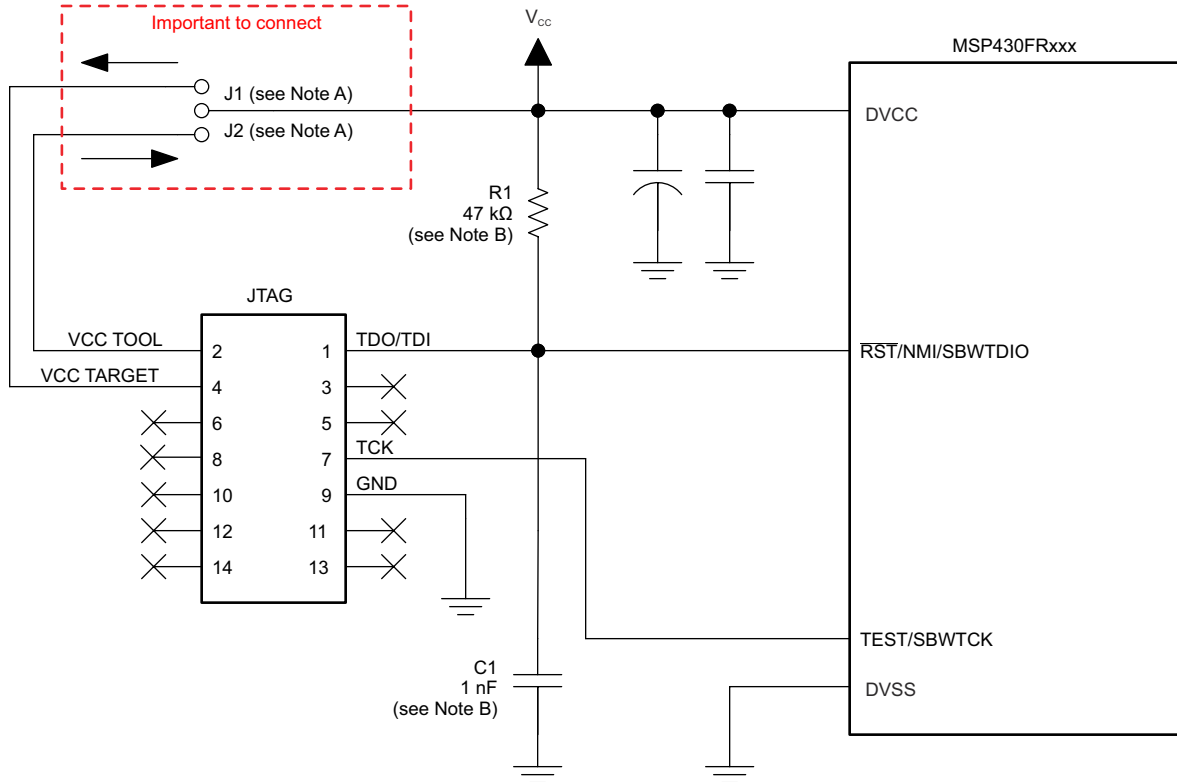 Important to connect
VCC
MSP430FRxxx
J1 (see Note A)
J2 (see Note A)
DVCC
R1
47 kΩ
(see Note B)
JTAG
VCC TOOL
2
1
TDO/TDI
RST/NMI/SBWTDIO
VCC TARGET
4
3
6
5
8
7
TCK
10
9
GND
12
11
14
13
TEST/SBWTCK
C1
1 nF
(see Note B)
DVSS